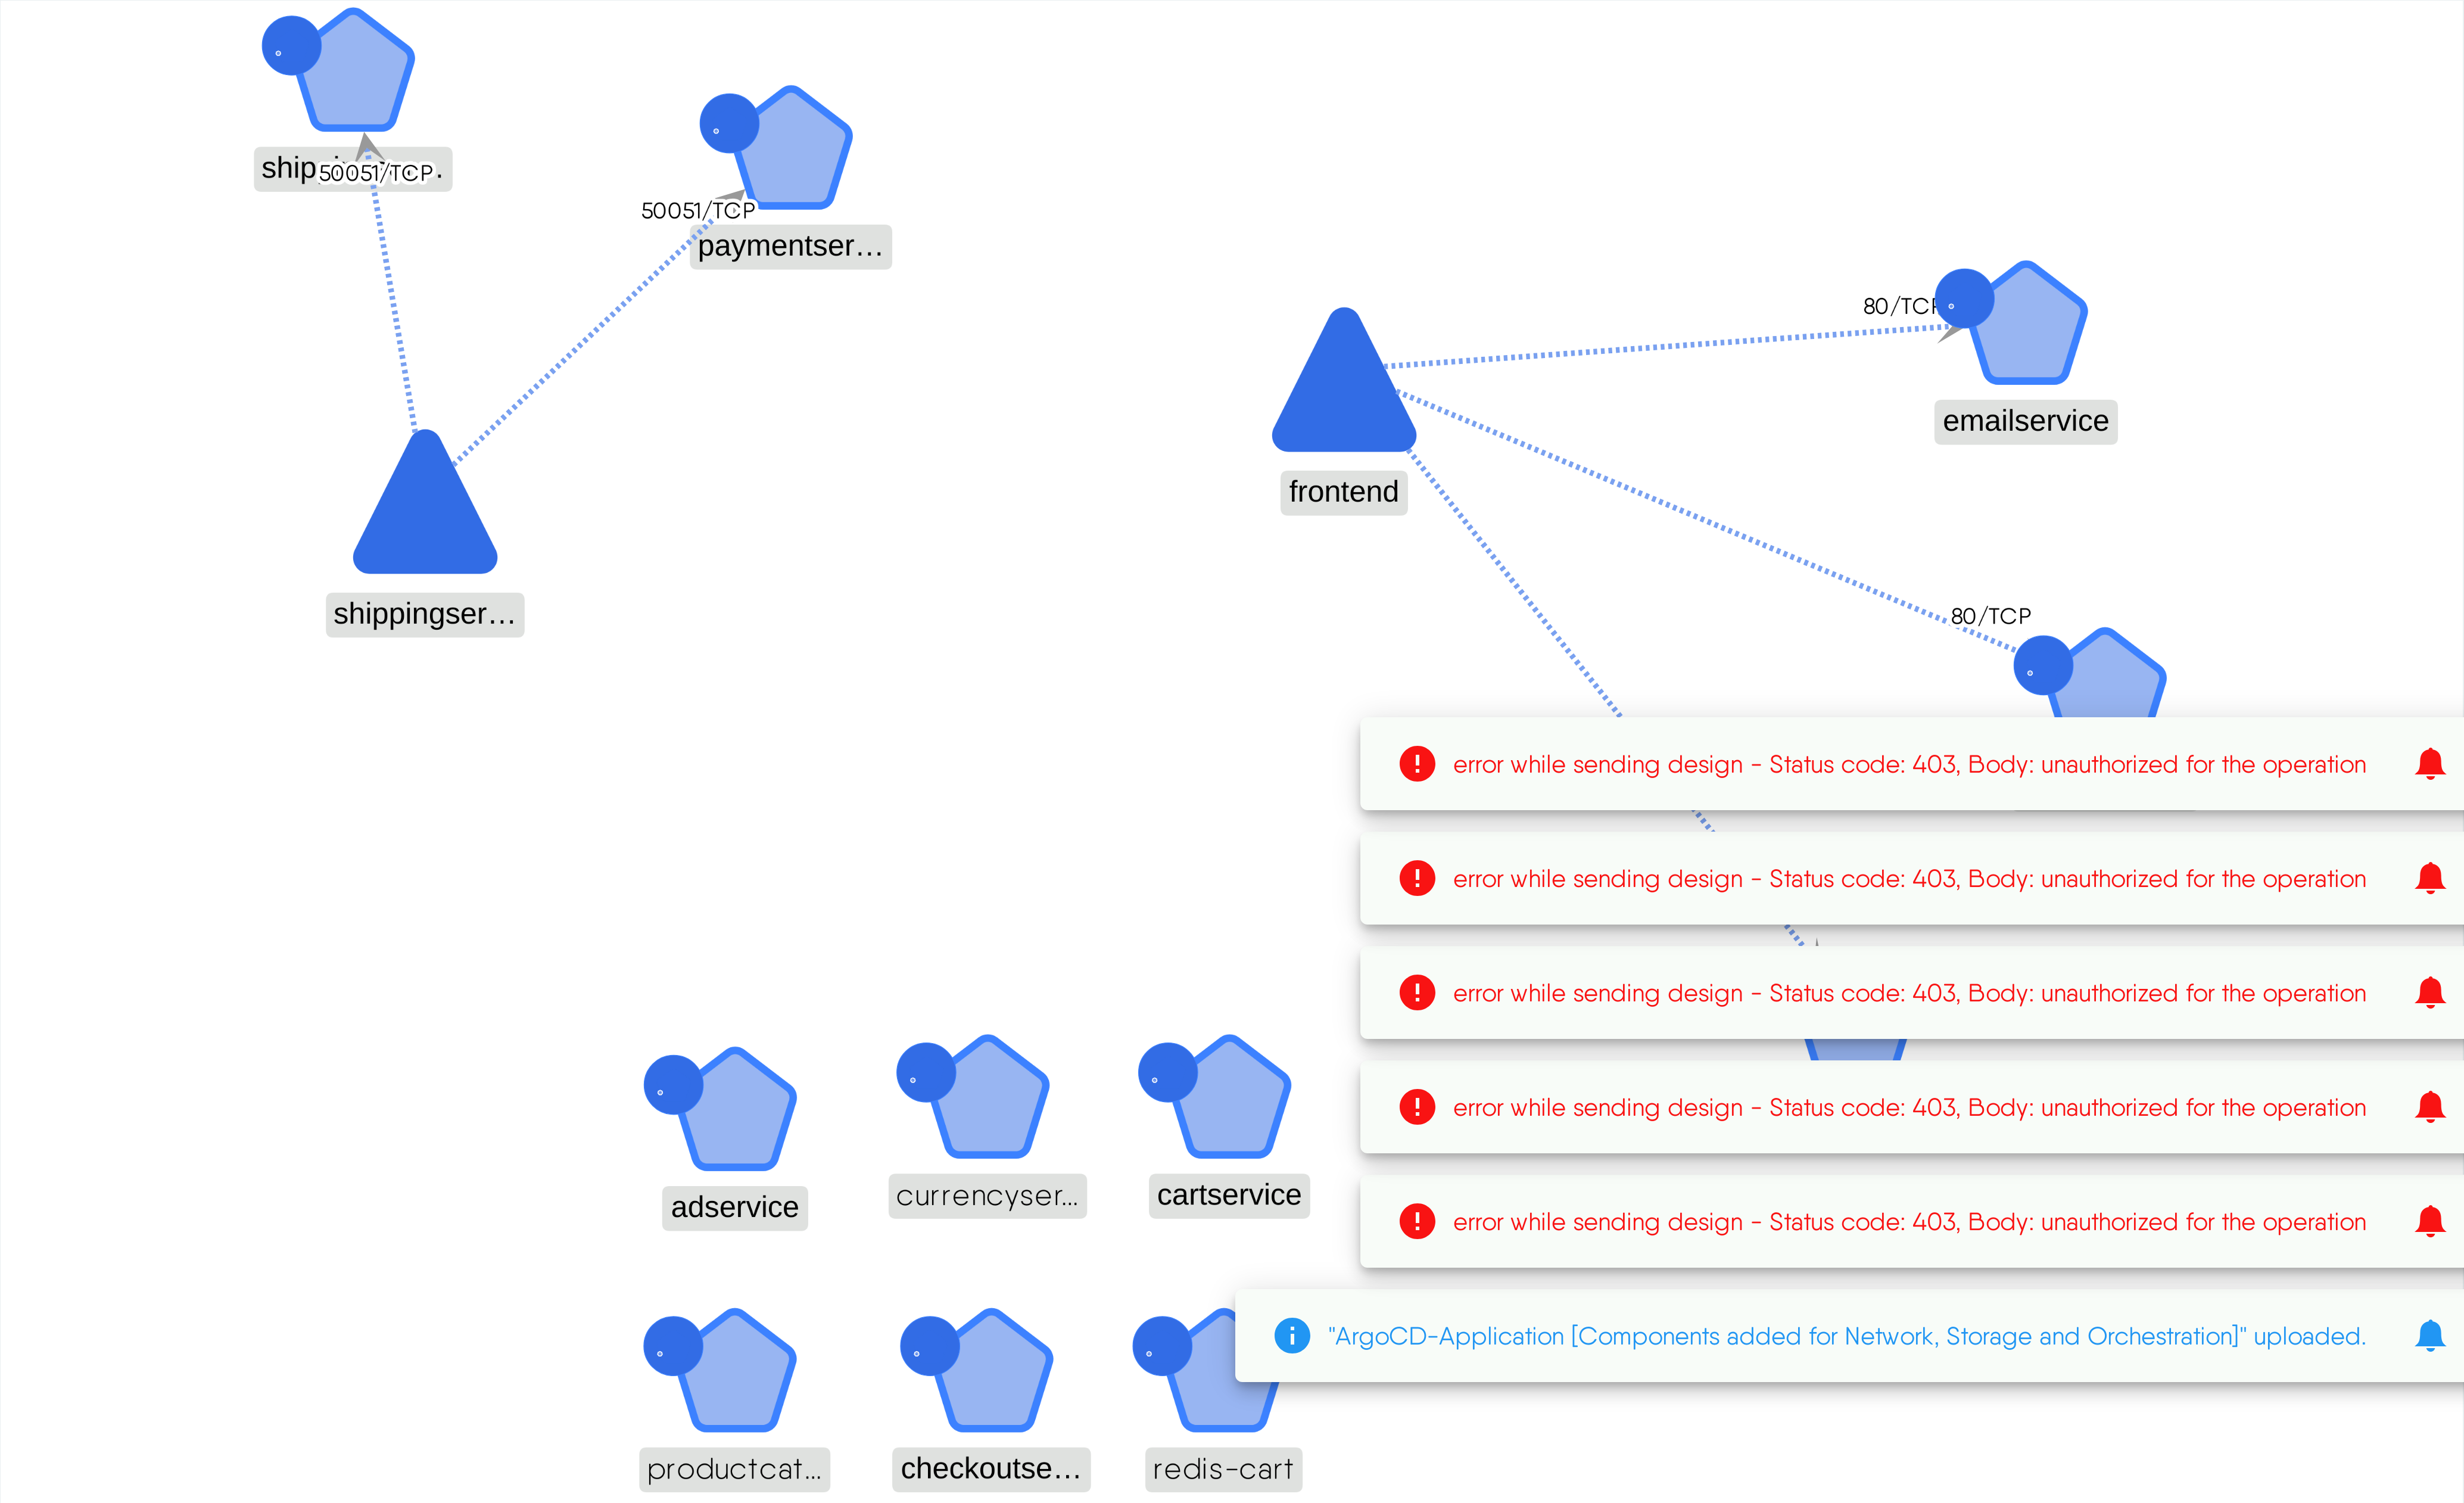 50051/TCP
50051/TCP
paymentser...
80/TCP
emailservice
frontend
shippingser...
80/TCP
error while sending design - Status code: 403, Body: unauthorized for the operation
error while sending design - Status code: 403, Body: unauthorized for the operation
error while sending design - Status code: 403, Body: unauthorized for the operation
error while sending design - Status code: 403, Body: unauthorized for the operation
error while sending design - Status code: 403, Body: unauthorized for the operation
adservice
currencyser...
cartservice
"ArgoCD-Application [Components added for Network, Storage and Orchestration]" uploaded.
productcat...
checkoutse...
redis-cart